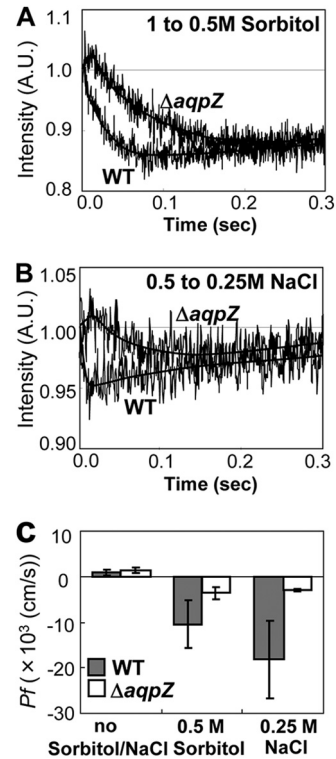 A
1 to 0.5M Sorbitol
1.1
1.0
0.9
0.8
Intensity (A.U.)
ΔaqpZ
WT
0.0 0.1 0.2 0.3
Time (sec)
B
0.5 to 0.25M NaCl
1.05
1.00
0.95
0.90
Intensity (A.U.)
ΔaqpZ
WT
0.0 0.1 0.2 0.3
Time (sec)
C
10
0
-10
-20
-30
Pf (×10³ (cm/s))
WT
ΔaqpZ
no 0.5 M 0.25 M
Sorbitol/NaCl Sorbitol NaCl